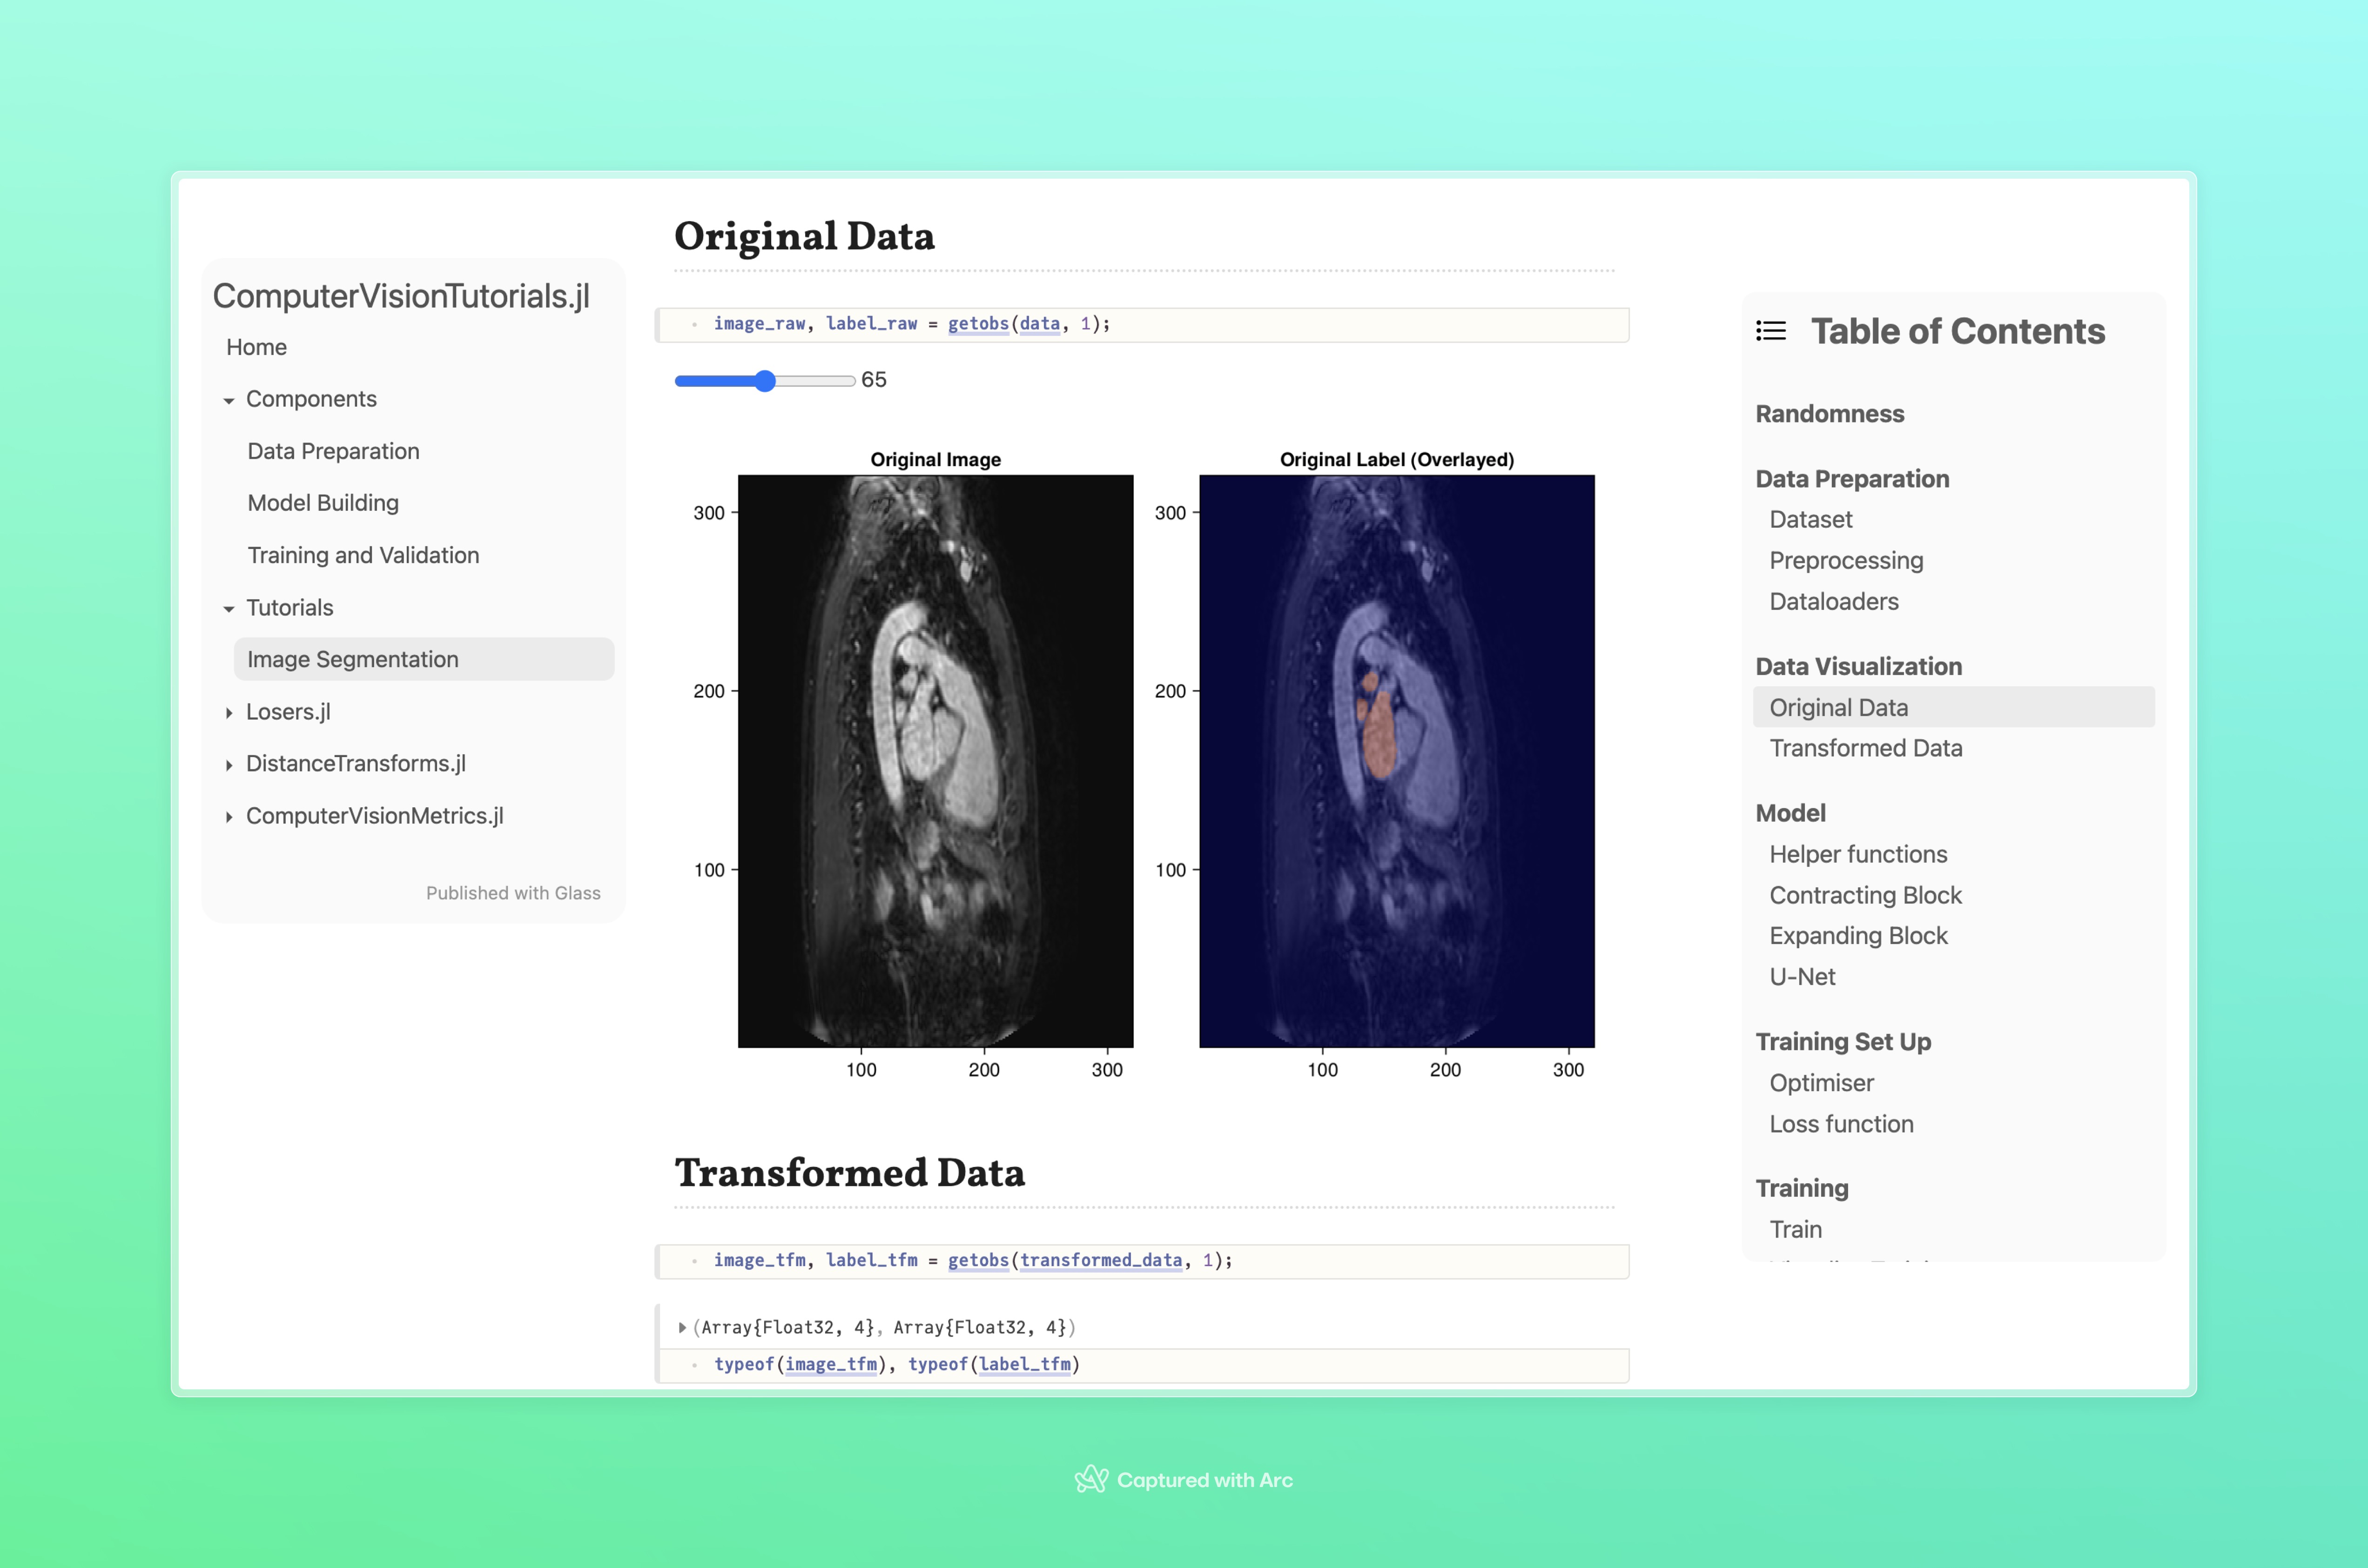 ComputerVisionTutorials.jl
Home
Components
Data Preparation
Model Building
Training and Validation
Tutorials
Image Segmentation
Losers.jl
DistanceTransforms.jl
ComputerVisionMetrics.jl
Published with Glass
Original Data
image_raw, label_raw = getobs(data, 1);
65
Original Image
300
200
100
100 200 300
Original Label (Overlayed)
300
200
100
100 200 300
Transformed Data
image_tfm, label_tfm = getobs(transformed_data, 1);
(Array{Float32, 4}, Array{Float32, 4})
typeof(image_tfm), typeof(label_tfm)
Table of Contents
Randomness
Data Preparation
Dataset
Preprocessing
Dataloaders
Data Visualization
Original Data
Transformed Data
Model
Helper functions
Contracting Block
Expanding Block
U-Net
Training Set Up
Optimiser
Loss function
Training
Train
Captured with Arc